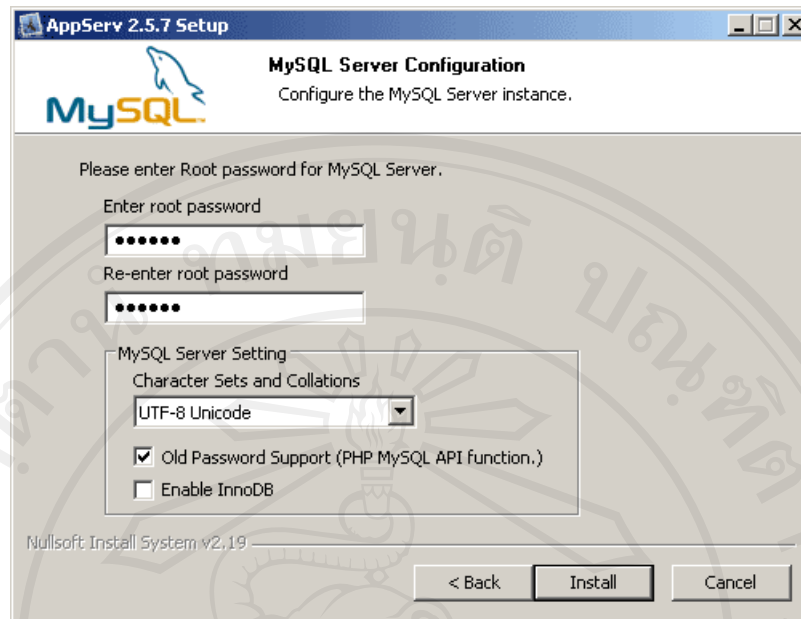 AppServ 2.5.7 Setup
MySQL
MySQL Server Configuration
Configure the MySQL Server instance.
Please enter Root password for MySQL Server.
Enter root password
••••••
Re-enter root password
••••••
MySQL Server Setting
Character Sets and Collations
UTF-8 Unicode
Old Password Support (PHP MySQL API function.)
Enable InnoDB
Nullsoft Install System v2.19
< Back Install Cancel